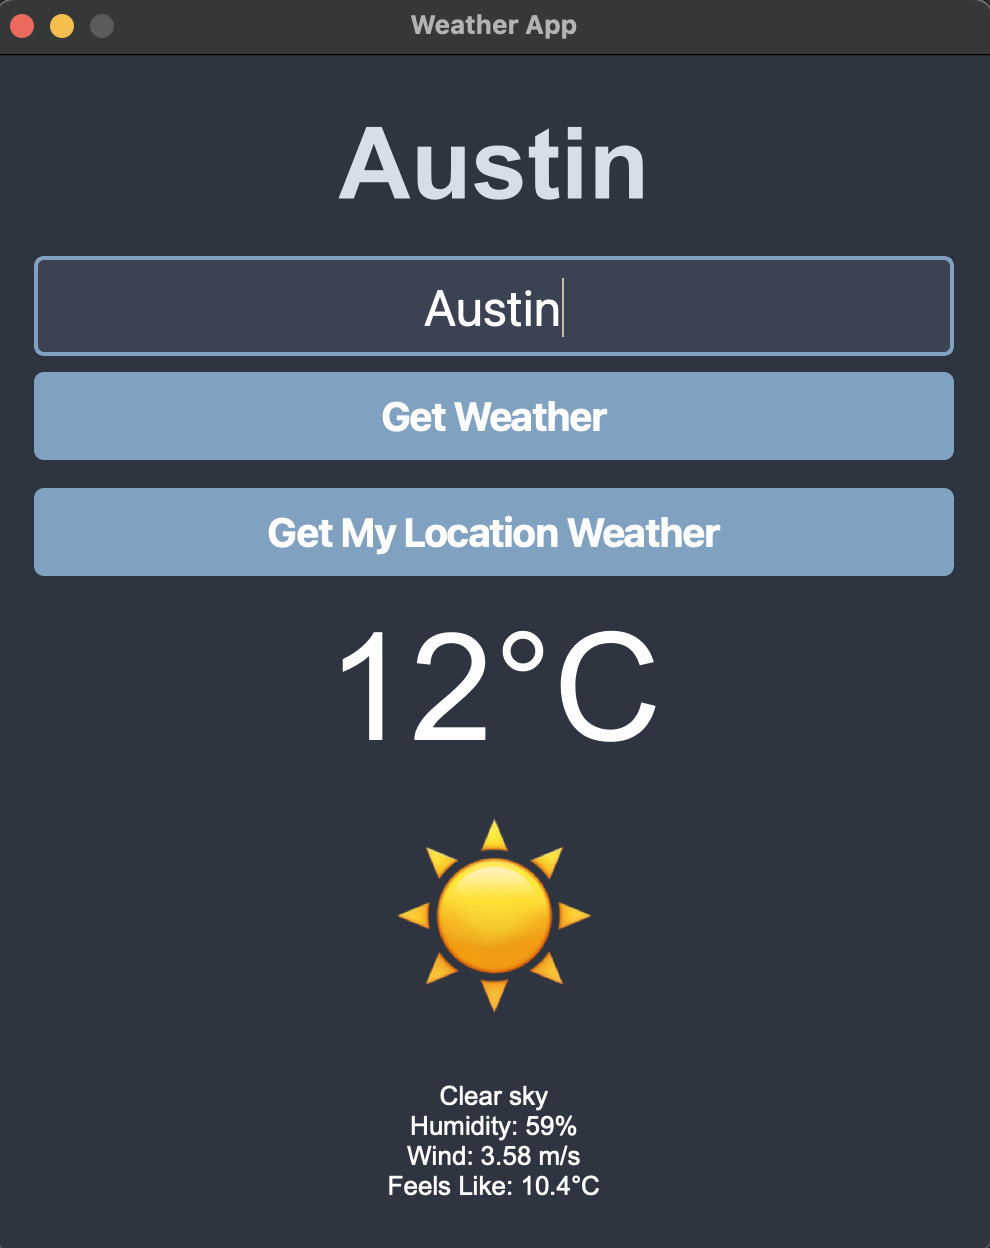 Weather App
Austin
Austin
Get Weather
Get My Location Weather
12°C
Clear sky
Humidity: 59%
Wind: 3.58 m/s
Feels Like: 10.4°C